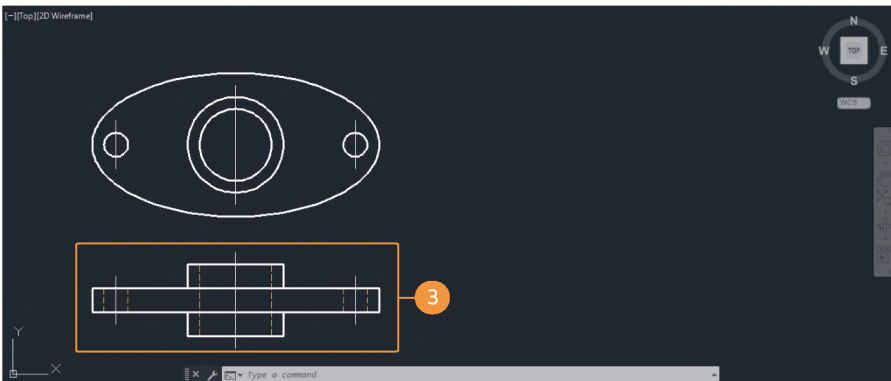 [−][Top][2D Wireframe]
N
W
TOP
E
S
WCS
3
Y
X
Type a command